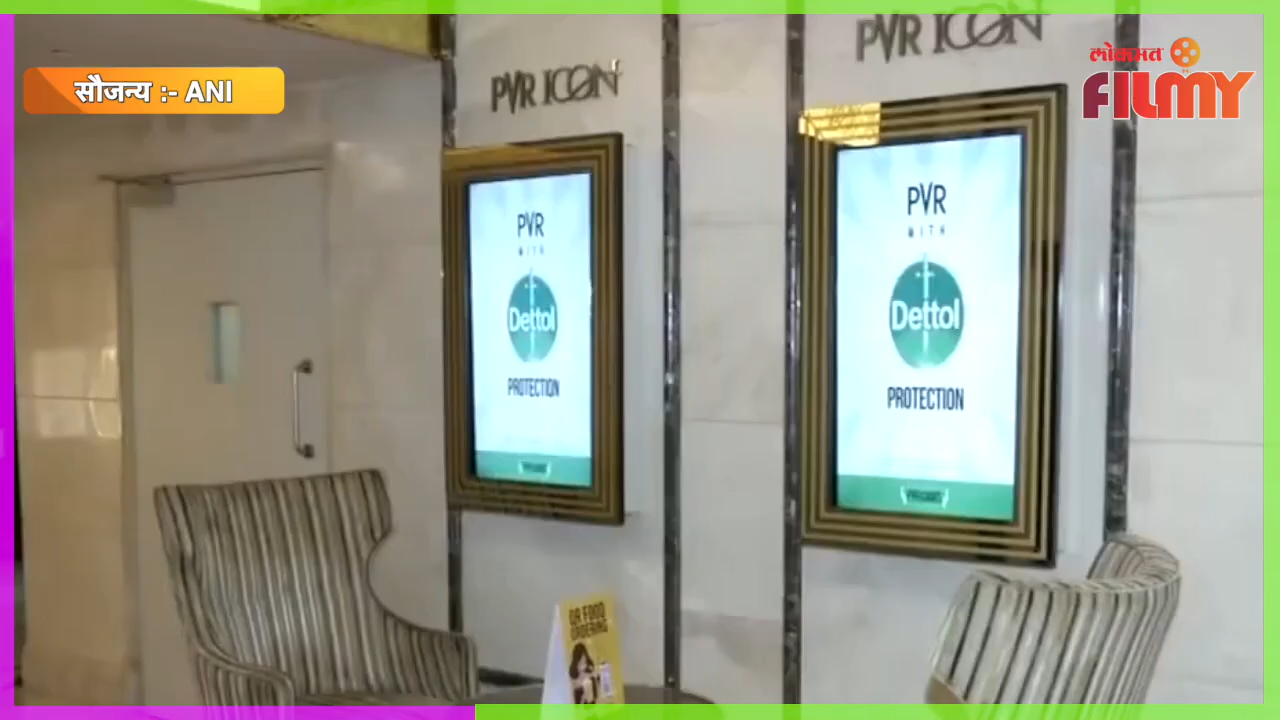 सौजन्य :- ANI
लोकमत
FILMY
PVR ICON
PVR ICON
PVR
WITH
Dettol
PROTECTION
PVR
WITH
Dettol
PROTECTION
QR FOOD
ORDERING